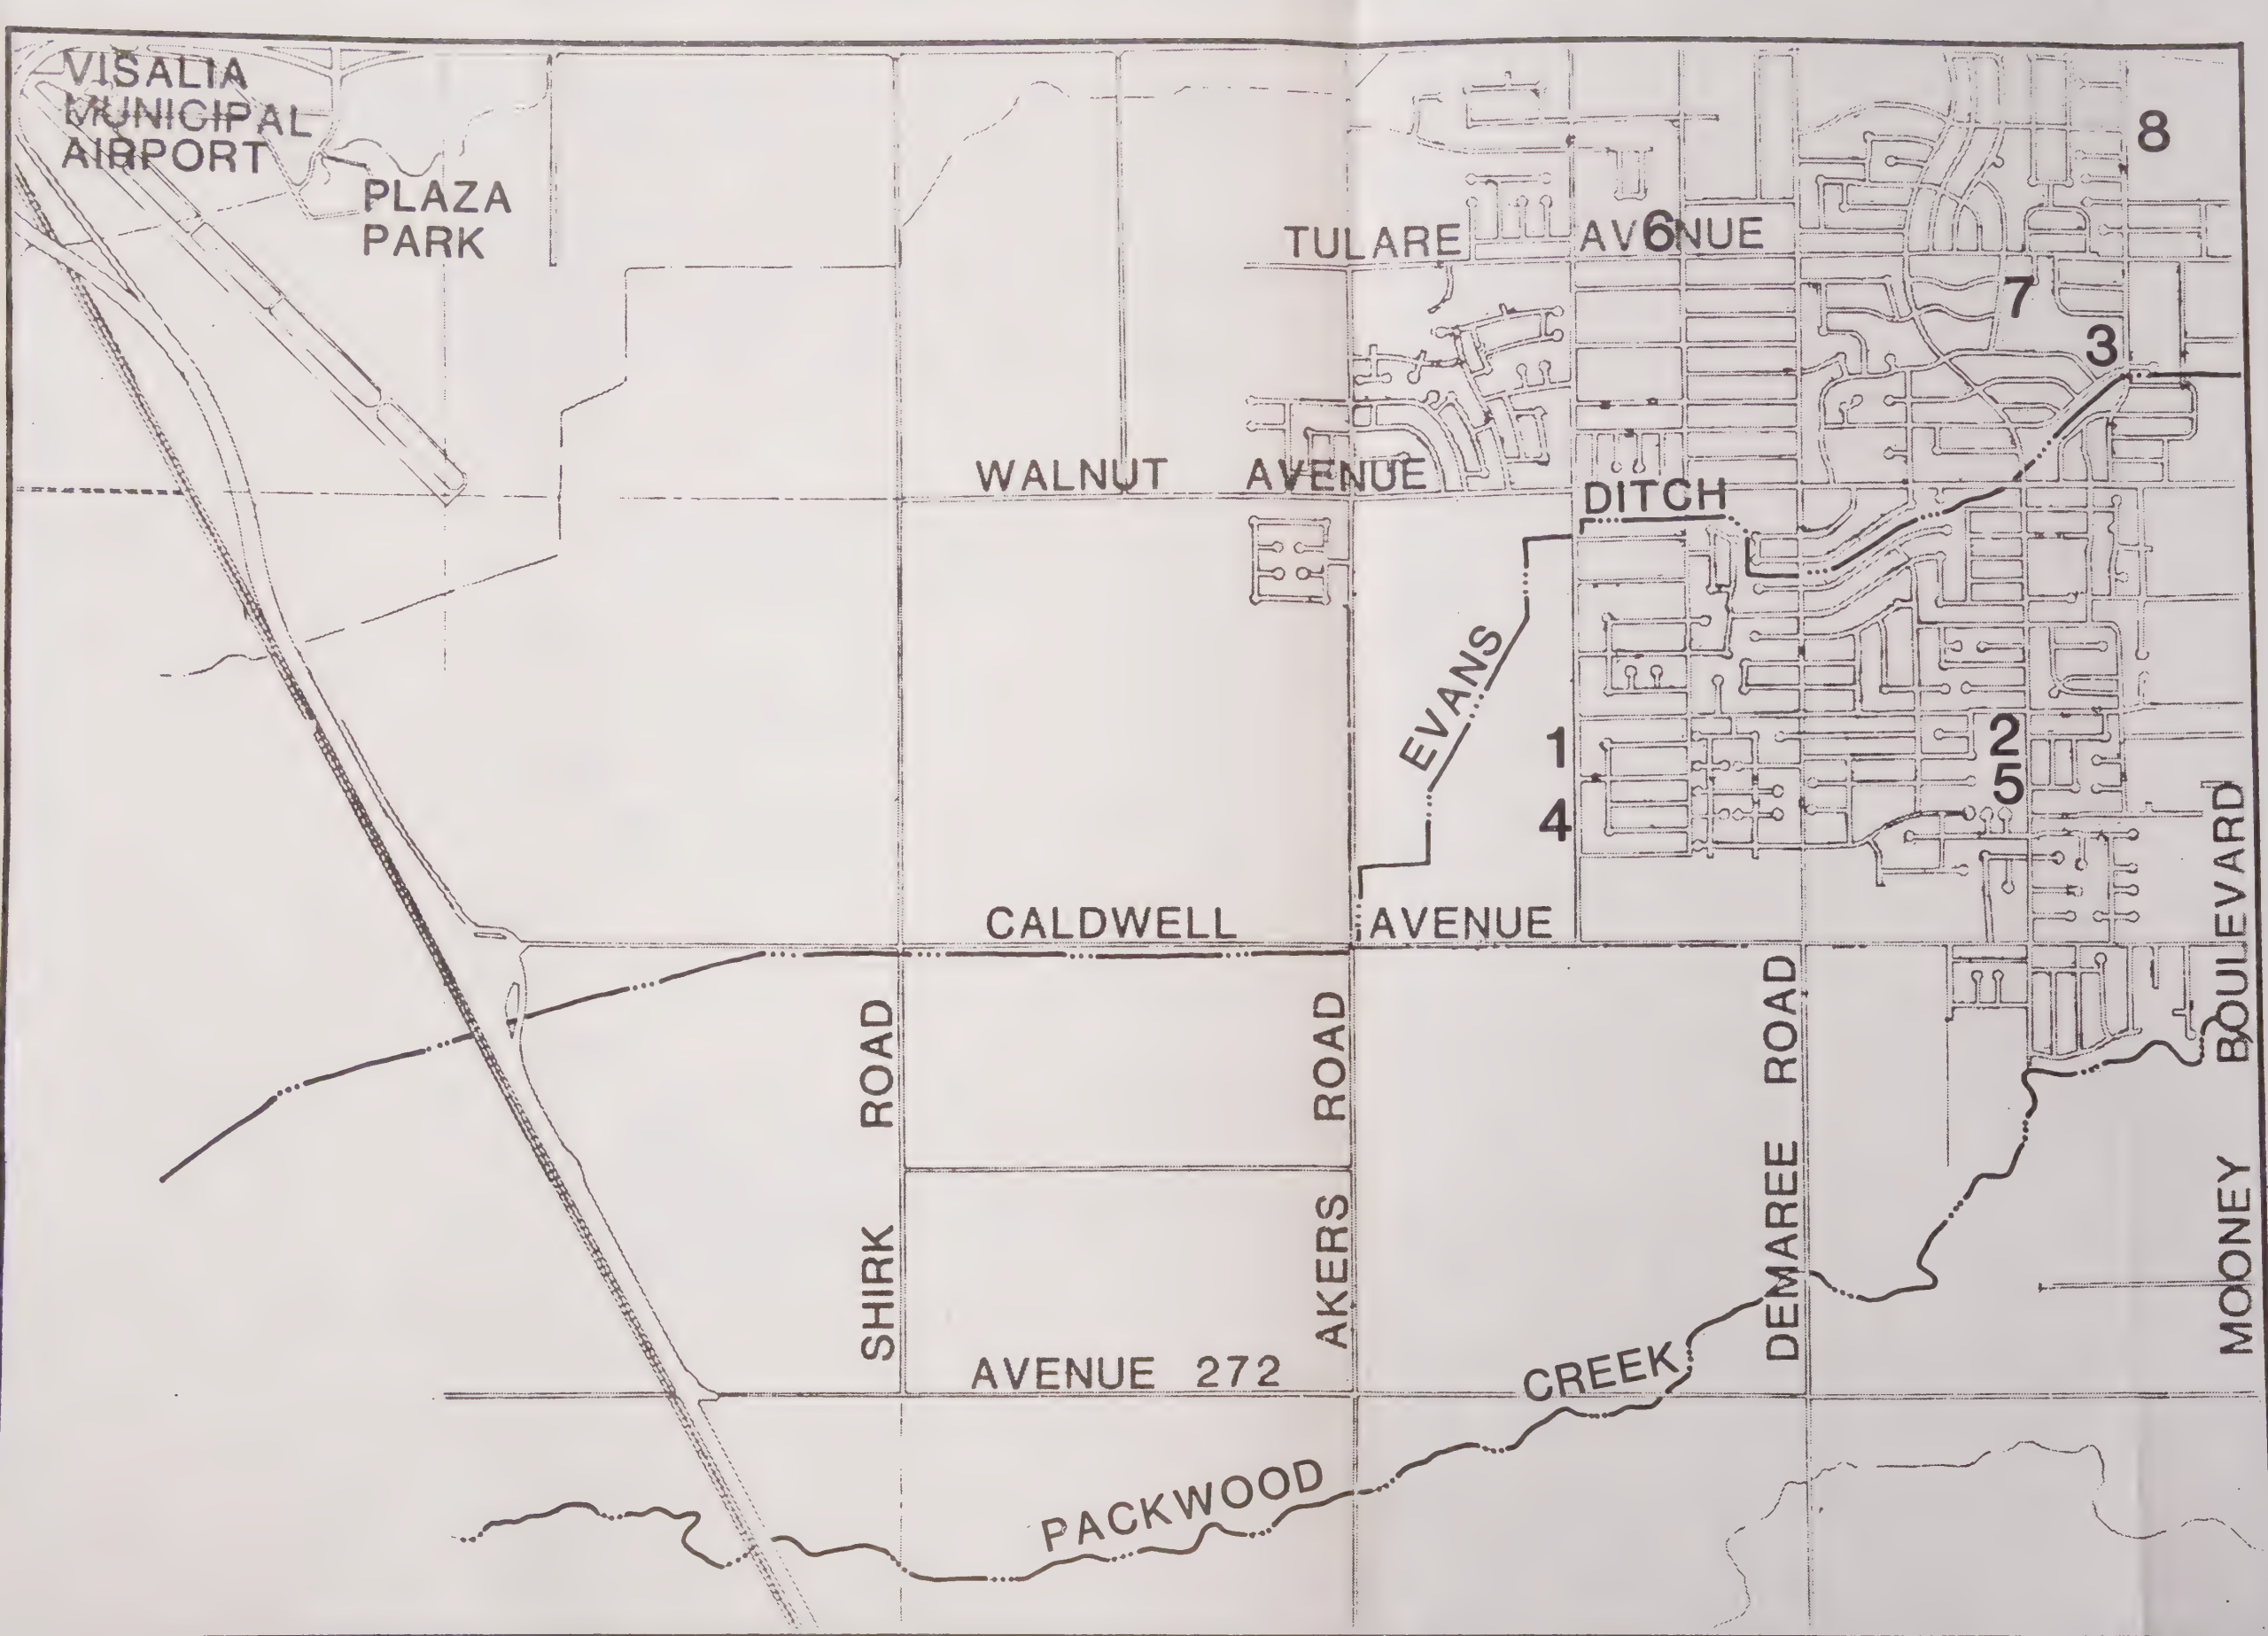 VISALIA
MUNICIPAL
AIRPORT
PLAZA
PARK
8
TULARE AVENUE
6
7
3
WALNUT AVENUE
DITCH
EVANS
1
2
5
4
CALDWELL AVENUE
SHIRK ROAD
AKERS ROAD
DEMAREE ROAD
MOONEY BOULEVARD
AVENUE 272
PACKWOOD CREEK